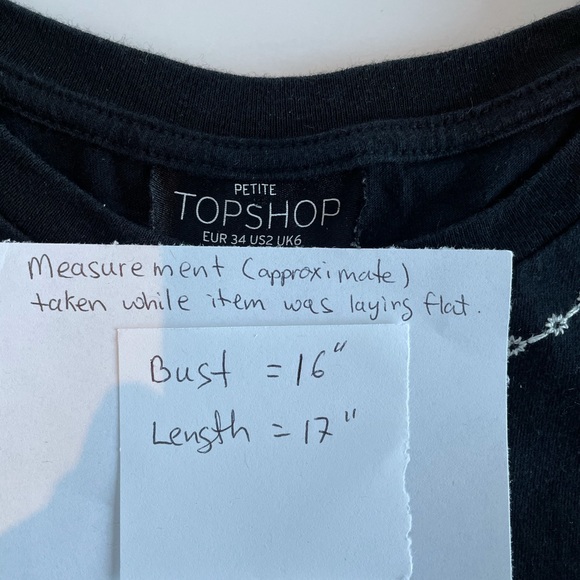 PETITE
TOPSHOP
EUR 34 US2 UK6
Measurement (approximate)
taken while item was laying flat.
Bust = 16"
Length = 17"